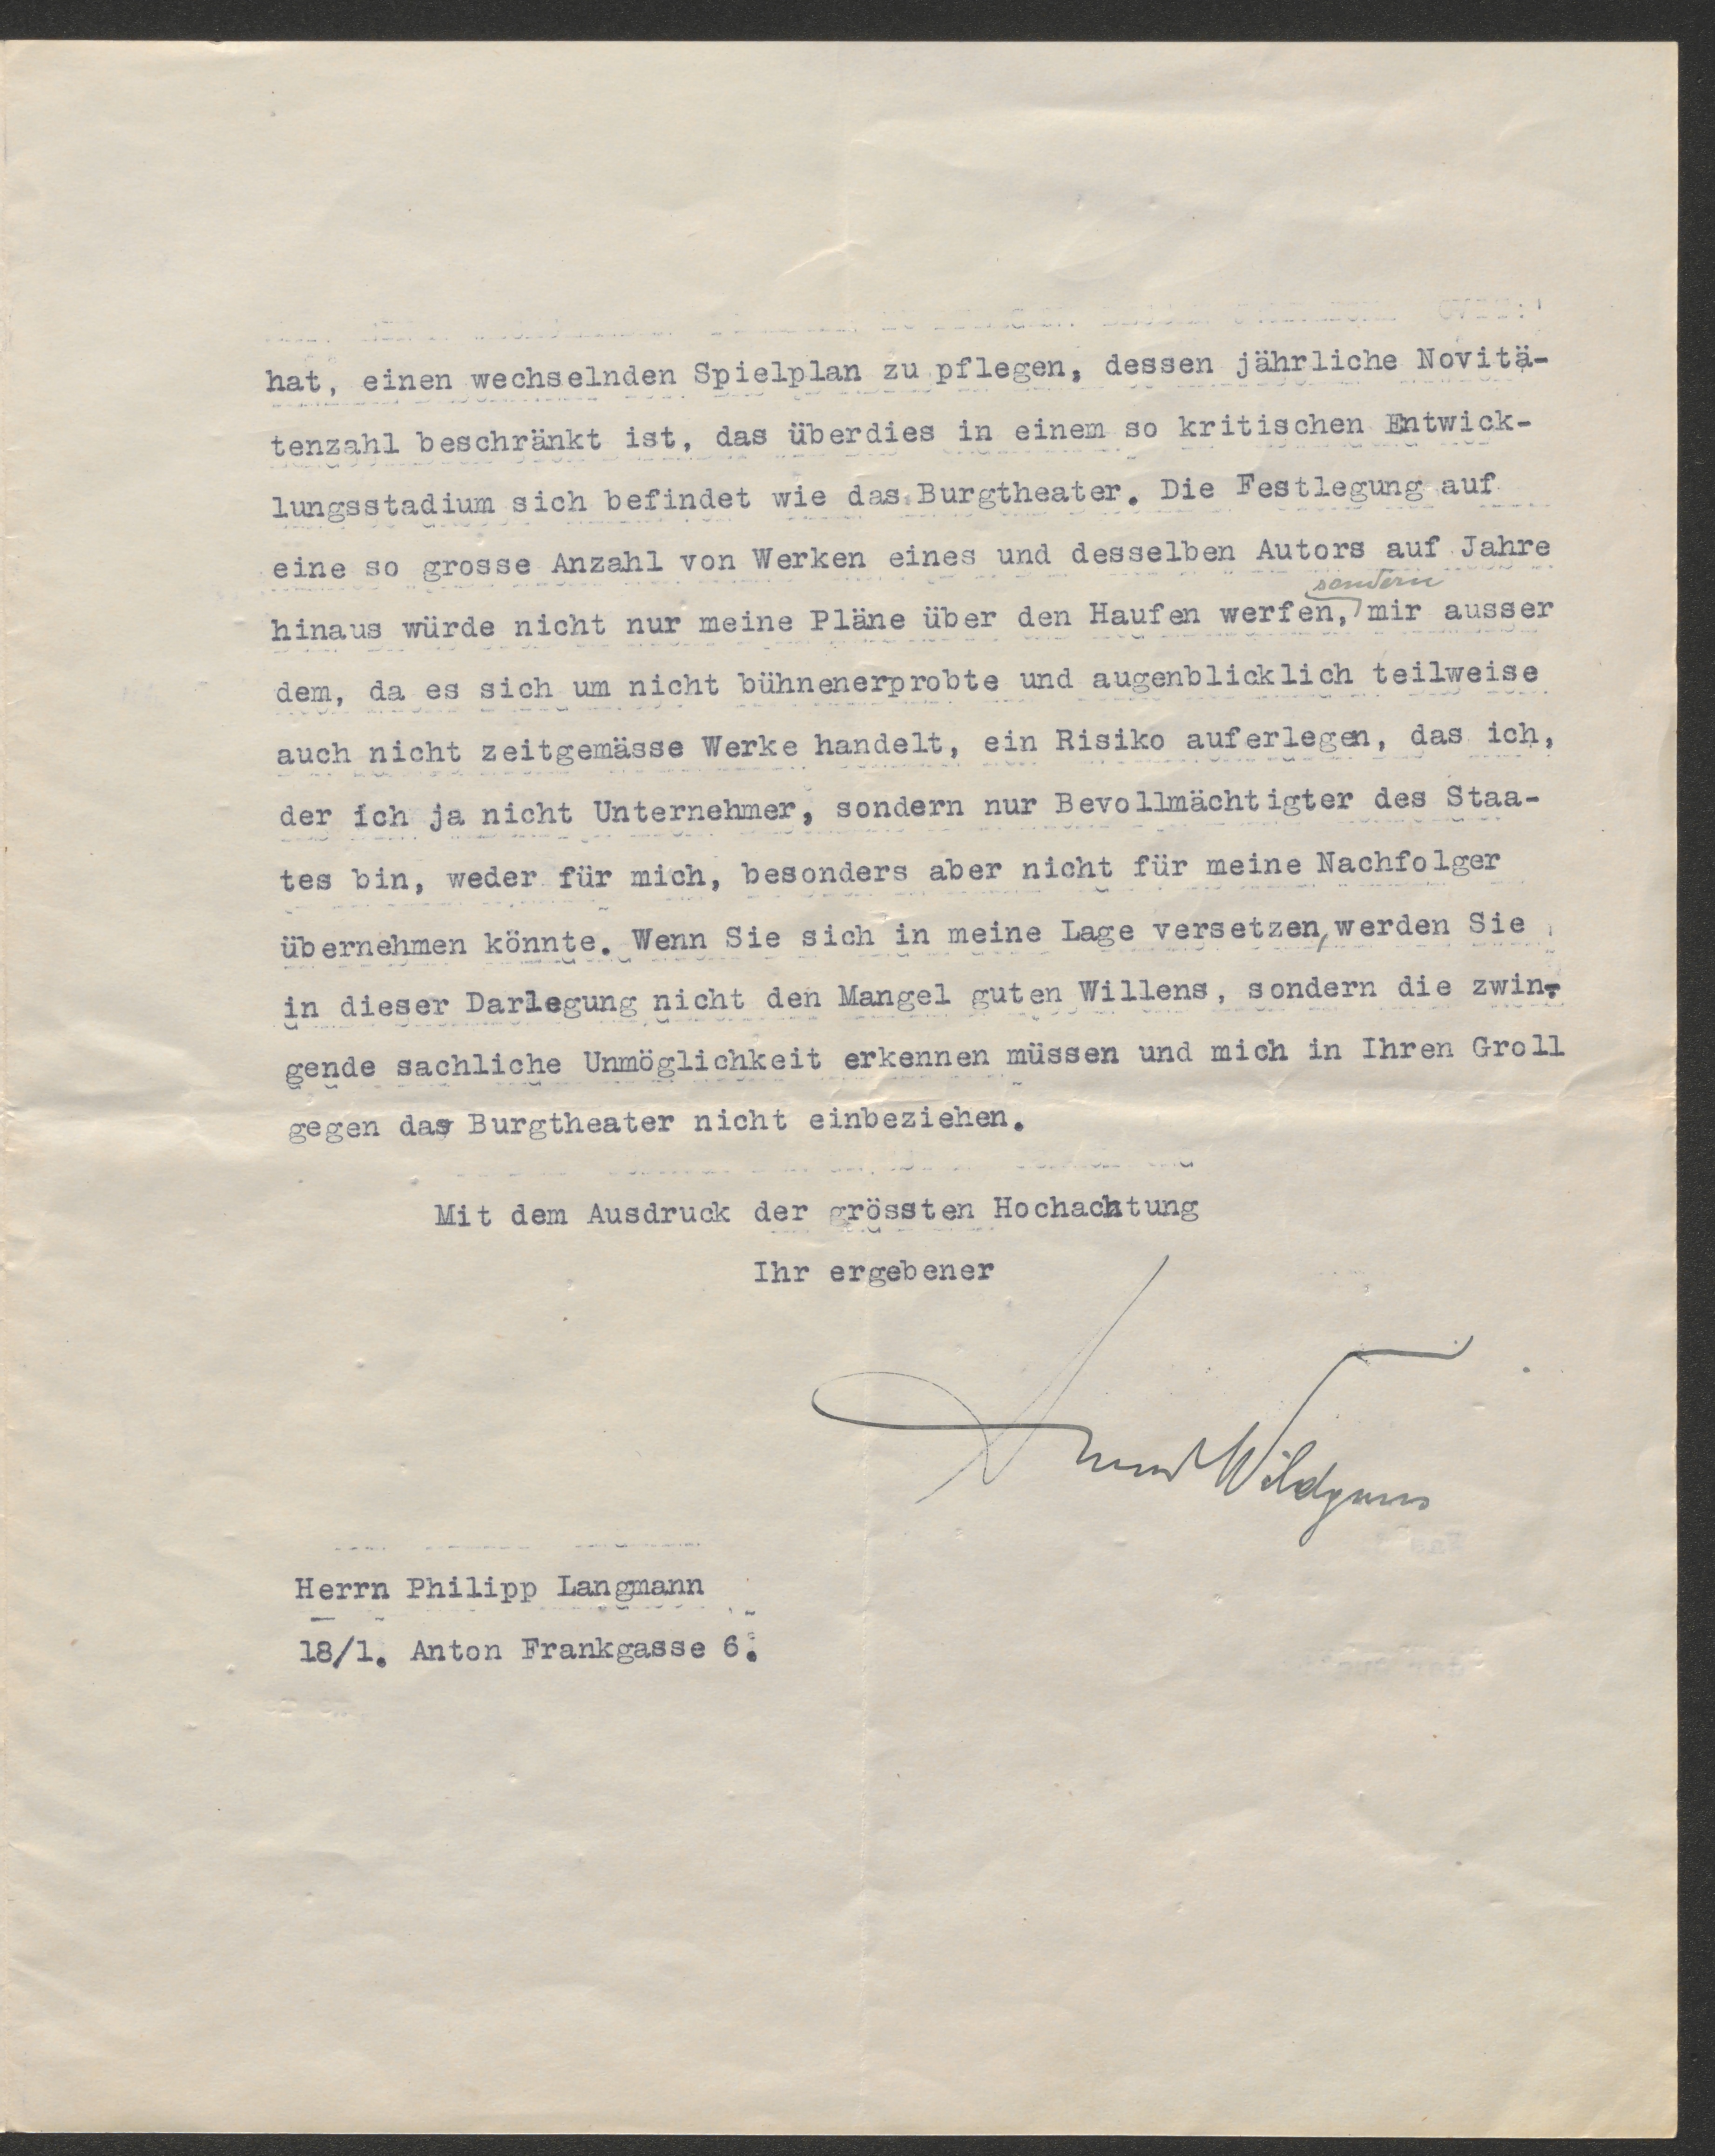 hat, einen wechselnden Spielplan zu pflegen, dessen jährliche Novitä-
tenzahl beschränkt ist, das überdies in einem so kritischen Entwick-
lungsstadium sich befindet wie das Burgtheater. Die Festlegung auf
eine so grosse Anzahl von Werken eines und desselben Autors auf Jahre
sondern
hinaus würde nicht nur meine Pläne über den Haufen werfen, mir ausser
dem, da es sich um nicht bühnenerprobte und augenblicklich teilweise
auch nicht zeitgemässe Werke handelt, ein Risiko auferlegen, das ich,
der ich ja nicht Unternehmer, sondern nur Bevollmächtigter des Staa-
tes bin, weder für mich, besonders aber nicht für meine Nachfolger
übernehmen könnte. Wenn Sie sich in meine Lage versetzen, werden Sie
in dieser Darlegung nicht den Mangel guten Willens, sondern die zwin-
gende sachliche Unmöglichkeit erkennen müssen und mich in Ihren Groll
gegen das Burgtheater nicht einbeziehen.
Mit dem Ausdruck der grössten Hochachtung
Ihr ergebener
Anton Wildgans
Herrn Philipp Langmann
18/1. Anton Frankgasse 6.